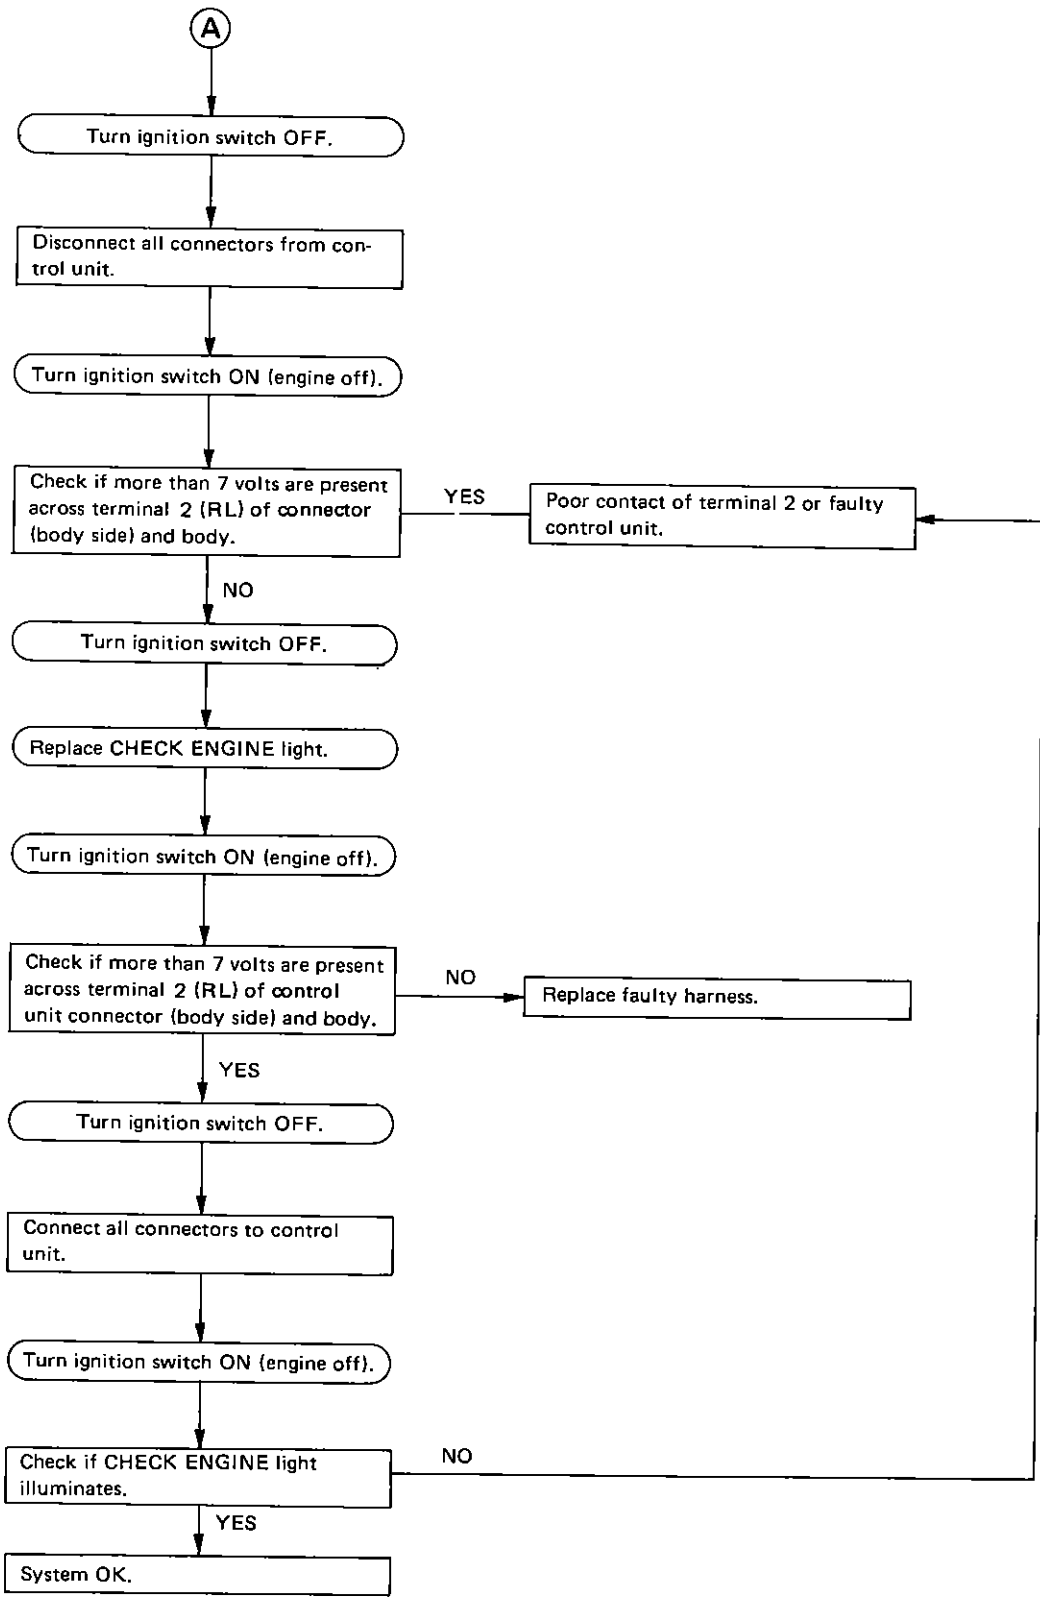 A
Turn ignition switch OFF.
Disconnect all connectors from con-
trol unit.
Turn ignition switch ON (engine off).
Check if more than 7 volts are present
across terminal 2 (RL) of connector
(body side) and body.
YES
Poor contact of terminal 2 or faulty
control unit.
NO
Turn ignition switch OFF.
Replace CHECK ENGINE light.
Turn ignition switch ON (engine off).
Check if more than 7 volts are present
across terminal 2 (RL) of control
unit connector (body side) and body.
NO
Replace faulty harness.
YES
Turn ignition switch OFF.
Connect all connectors to control
unit.
Turn ignition switch ON (engine off).
Check if CHECK ENGINE light
illuminates.
NO
YES
System OK.